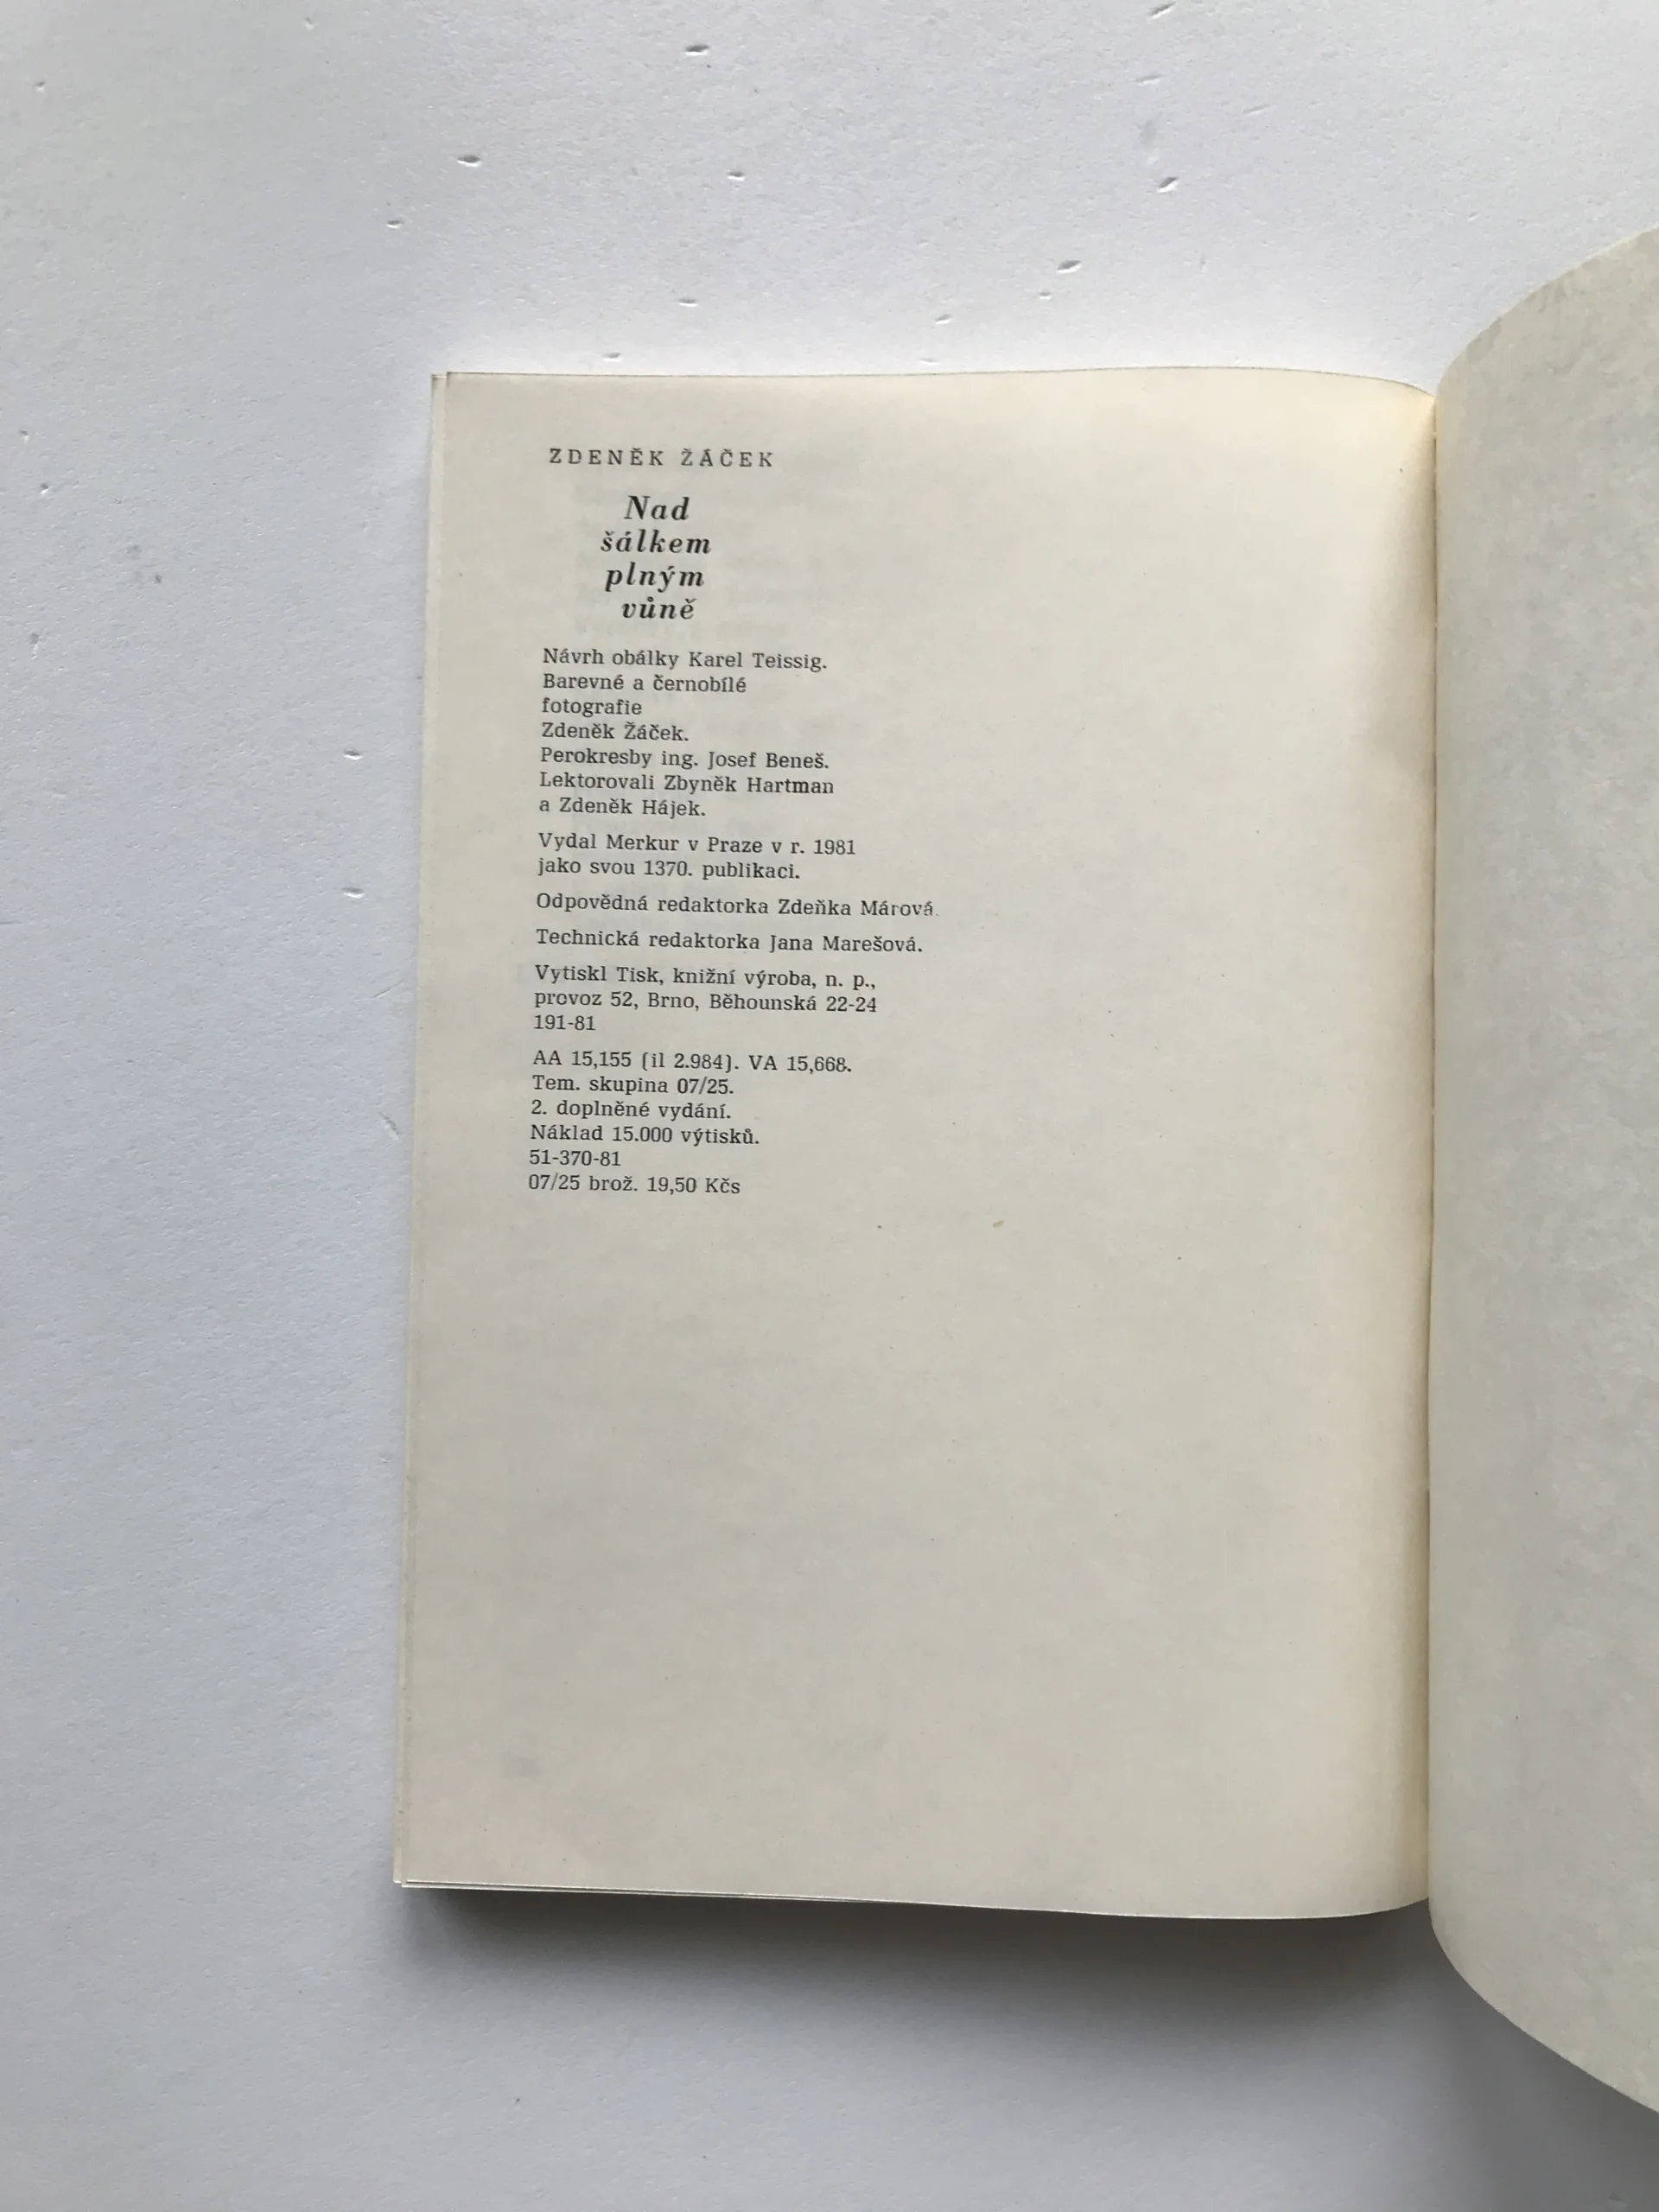 ZDENĚK ŽÁČEK
Nad
šálkem
plným
vůně
Návrh obálky Karel Teissig.
Barevné a černobílé
fotografie
Zdeněk Žáček.
Perokresby ing. Josef Beneš.
Lektorovali Zbyněk Hartman
a Zdeněk Hájek.
Vydal Merkur v Praze v r. 1981
jako svou 1370. publikaci.
Odpovědná redaktorka Zdeňka Márová.
Technická redaktorka Jana Marešová.
Vytiskl Tisk, knižní výroba, n. p.,
provoz 52, Brno, Běhounská 22-24
191-81
AA 15,155 (il 2.984). VA 15,668.
Tem. skupina 07/25.
2. doplněné vydání.
Náklad 15.000 výtisků.
51-370-81
07/25 brož. 19,50 Kčs